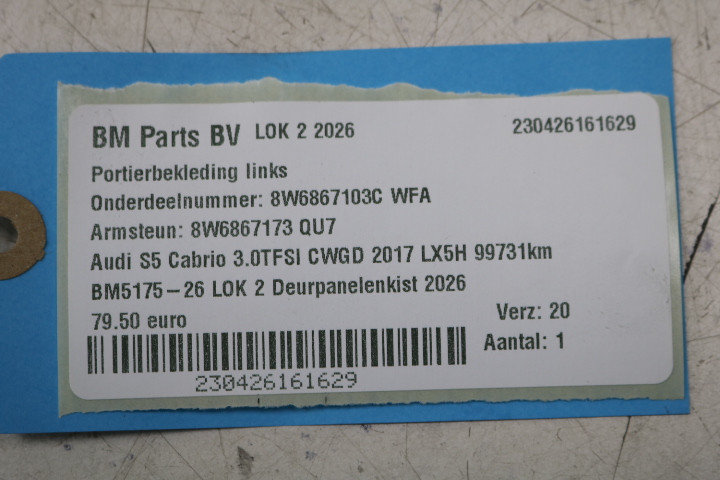 BM Parts BV LOK 2 2026 230426161629
Portierbekleding links
Onderdeelnummer: 8W6867103C WFA
Armsteun: 8W6867173 QU7
Audi S5 Cabrio 3.0TFSI CWGD 2017 LX5H 99731km
BM5175-26 LOK 2 Deurpanelenkist 2026
79.50 euro Verz: 20
Aantal: 1
230426161629